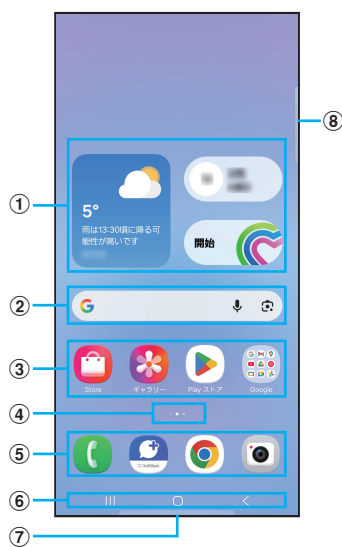 ①
⑧
5°
雨は13:30頃に降る可
能性が高いです
開始
②
③
Store
ギャラリー
Play ストア
Google
④
⑤
SoftBank
⑥
⑦